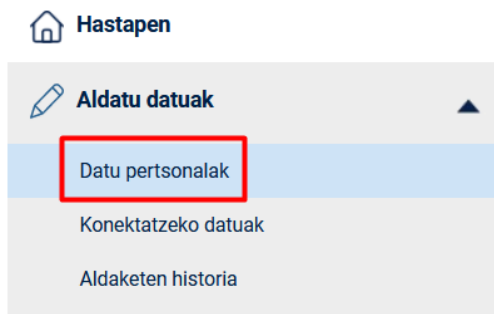 Hastapen
Aldatu datuak
Datu pertsonalak
Konektatzeko datuak
Aldaketen historia